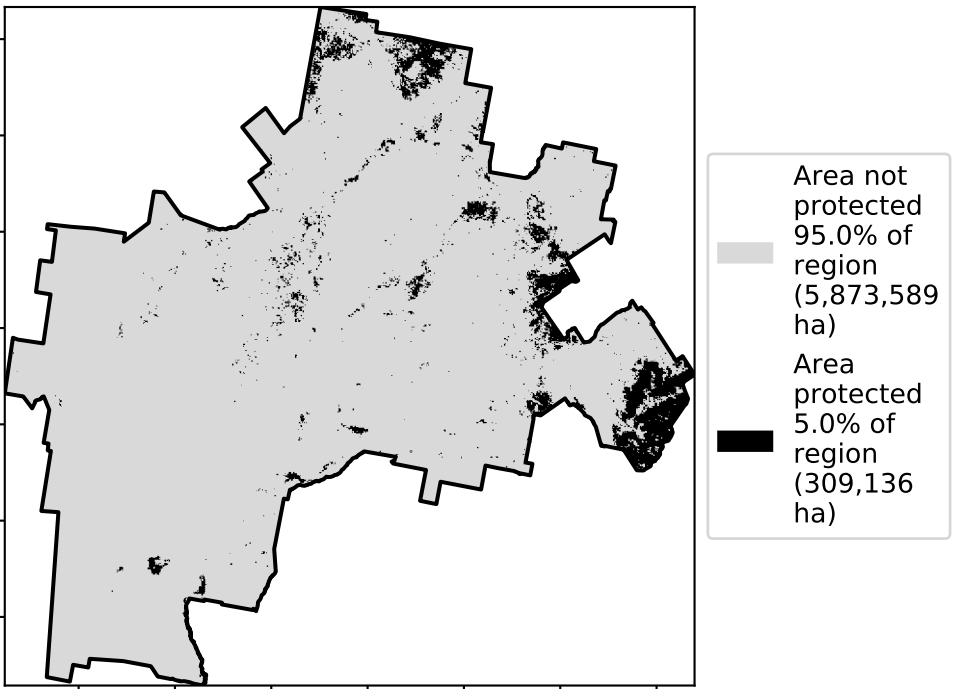 Area not
protected
95.0% of
region
(5,873,589
ha)
Area
protected
5.0% of
region
(309,136
ha)